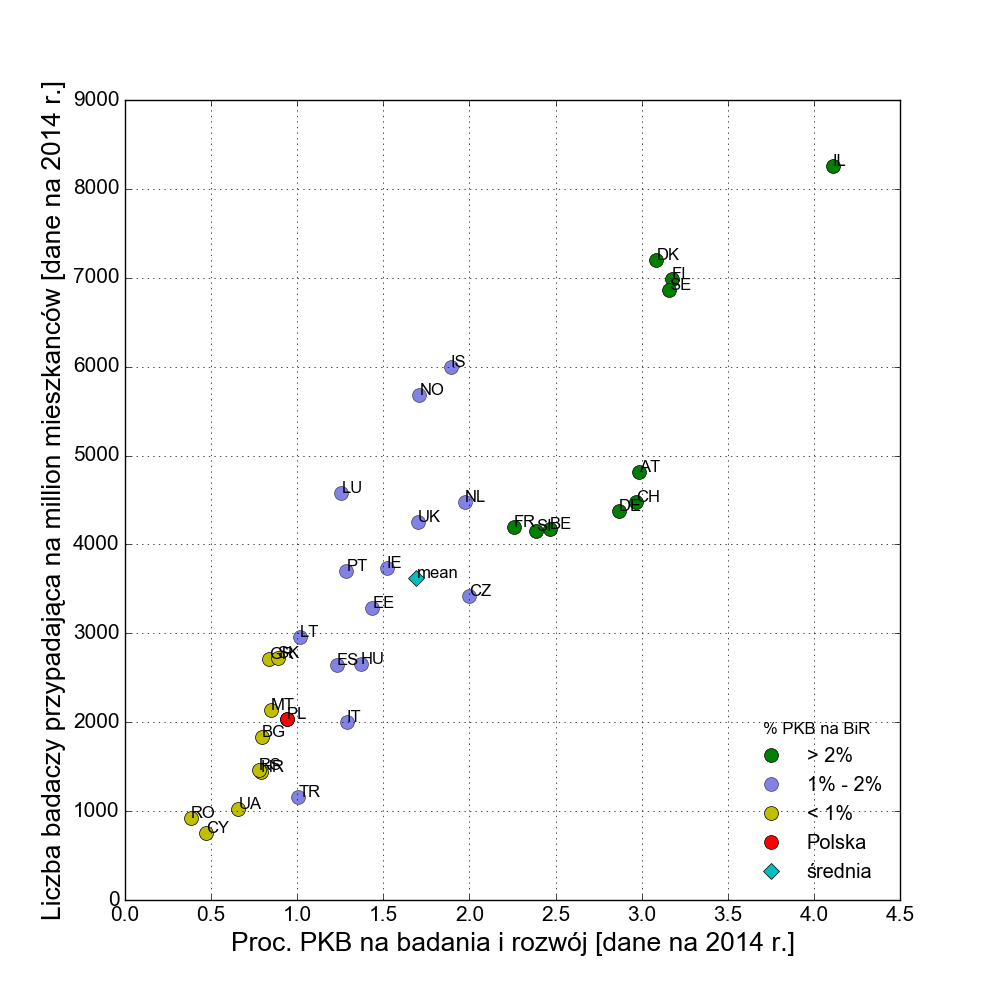 Liczba badaczy przypadająca na million mieszkanców [dane na 2014 r.]
9000
8000
7000
6000
5000
4000
3000
2000
1000
0
IL
DK
FI
SE
IS
NO
AT
LU
CH
NL
DE
UK
FR
SI
BE
PT
IE
mean
CZ
EE
LT
GR
SK
ES
HU
MT
PL
IT
BG
RS
HR
TR
UA
RO
CY
% PKB na BiR
> 2%
1% - 2%
< 1%
Polska
średnia
0.0 0.5 1.0 1.5 2.0 2.5 3.0 3.5 4.0 4.5
Proc. PKB na badania i rozwój [dane na 2014 r.]